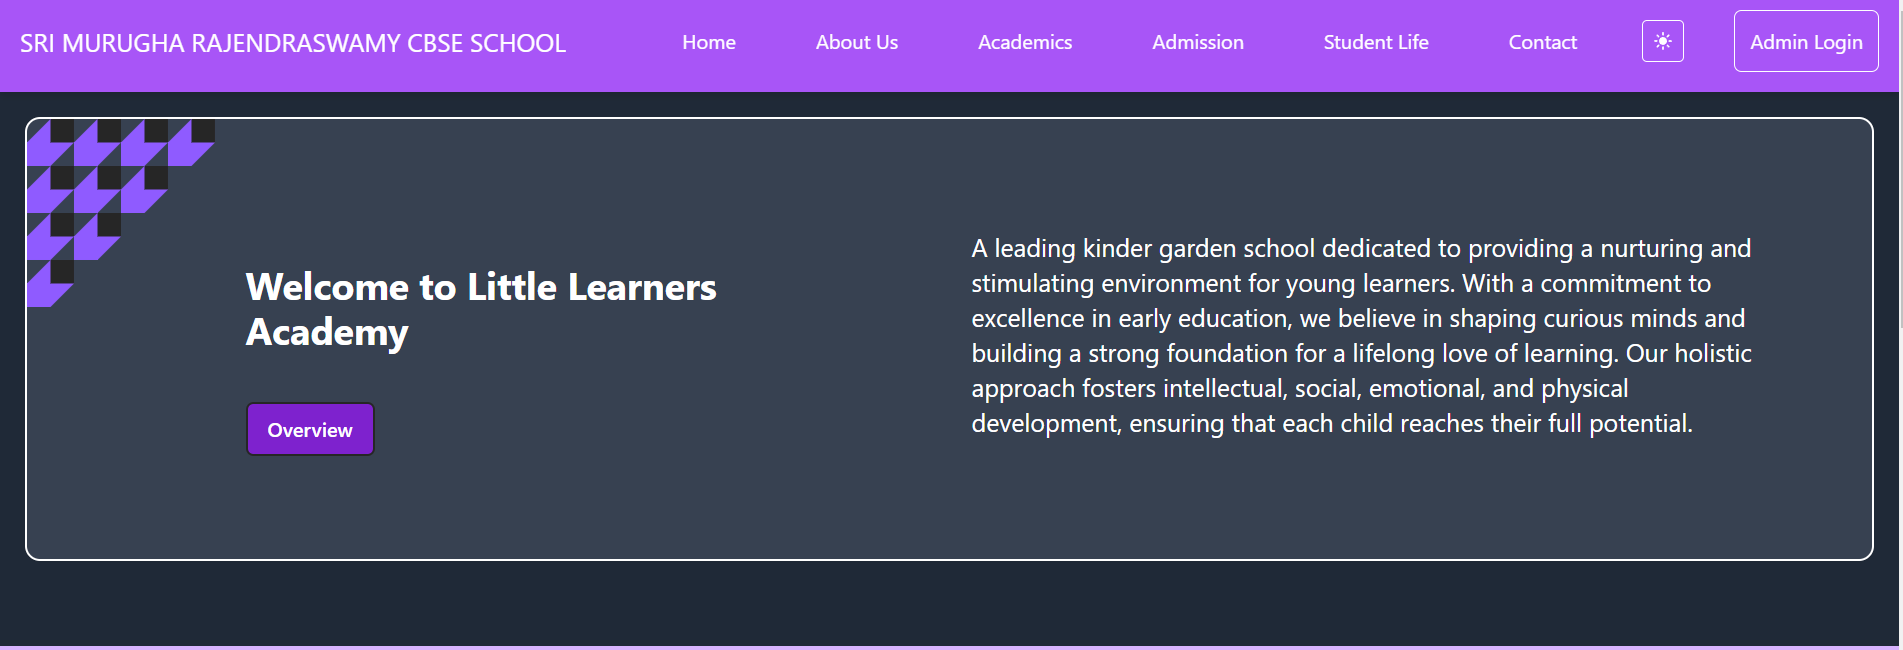 SRI MURUGHA RAJENDRASWAMY CBSE SCHOOL
Home
About Us
Academics
Admission
Student Life
Contact
Admin Login
Welcome to Little Learners
Academy
Overview
A leading kinder garden school dedicated to providing a nurturing and
stimulating environment for young learners. With a commitment to
excellence in early education, we believe in shaping curious minds and
building a strong foundation for a lifelong love of learning. Our holistic
approach fosters intellectual, social, emotional, and physical
development, ensuring that each child reaches their full potential.